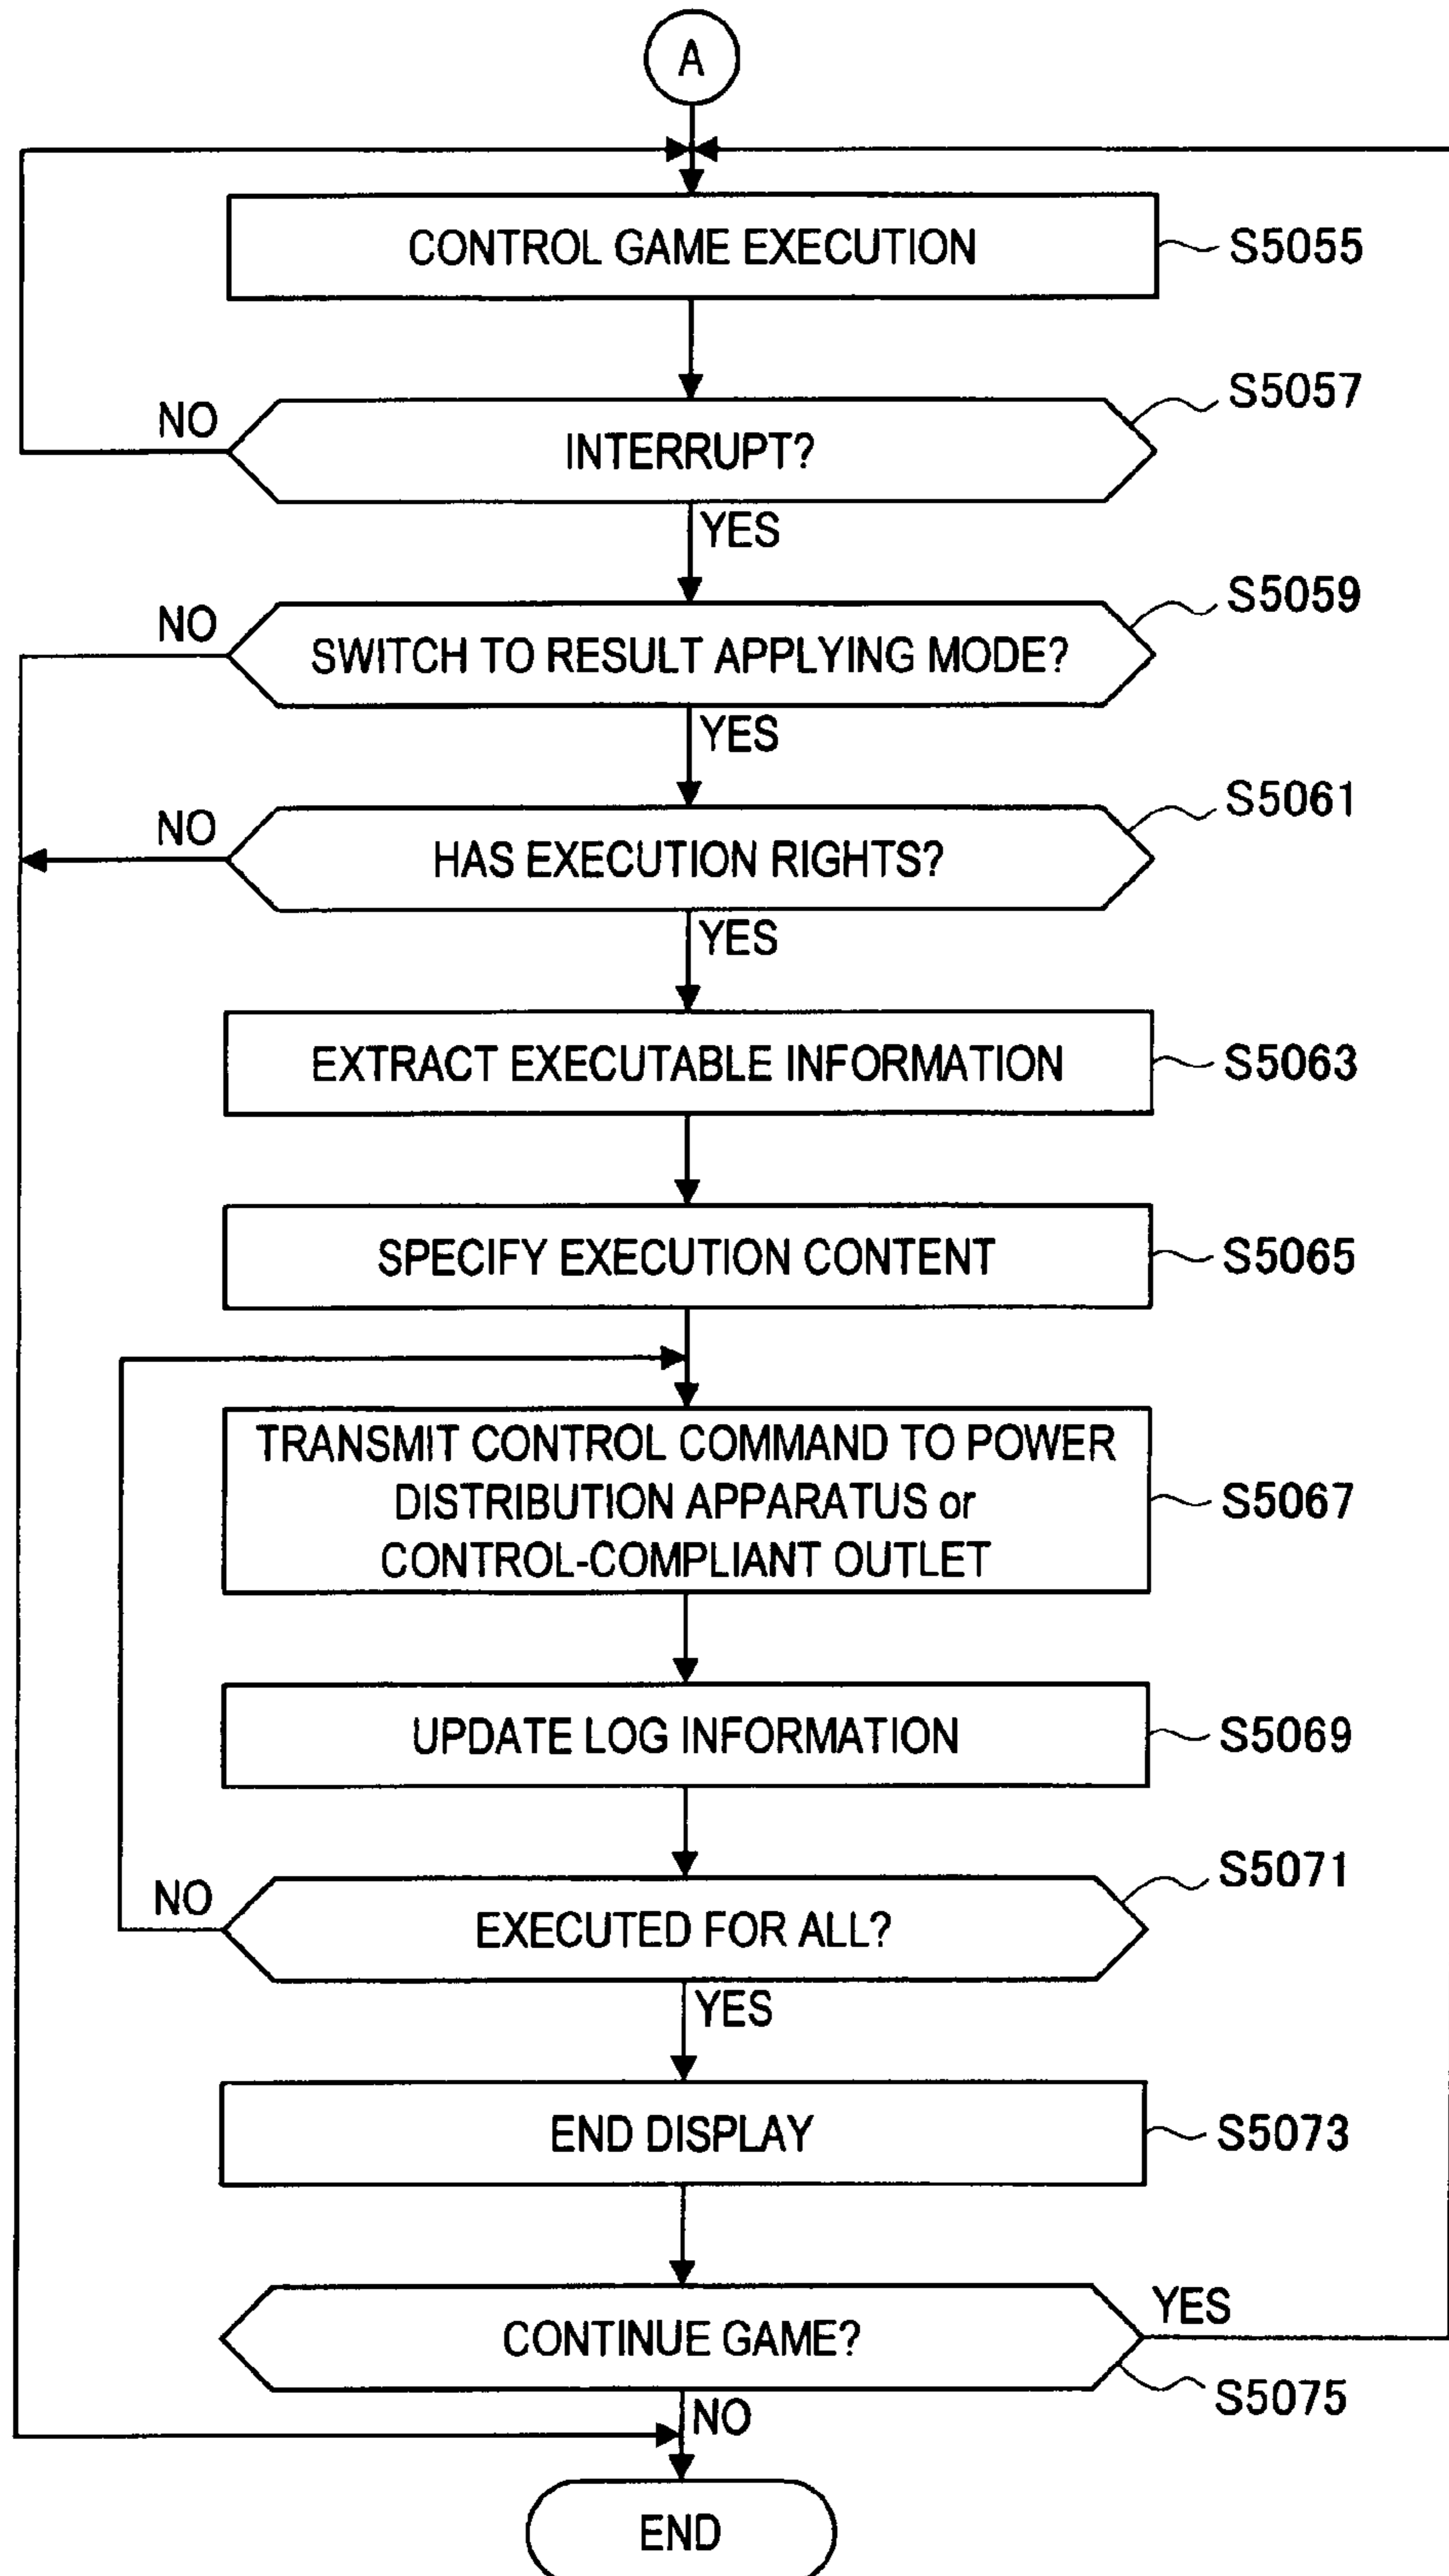 A
CONTROL GAME EXECUTION
S5055
S5057
NO
INTERRUPT?
YES
S5059
NO
SWITCH TO RESULT APPLYING MODE?
YES
S5061
NO
HAS EXECUTION RIGHTS?
YES
EXTRACT EXECUTABLE INFORMATION
S5063
SPECIFY EXECUTION CONTENT
S5065
TRANSMIT CONTROL COMMAND TO POWER
DISTRIBUTION APPARATUS or
CONTROL-COMPLIANT OUTLET
S5067
UPDATE LOG INFORMATION
S5069
S5071
NO
EXECUTED FOR ALL?
YES
END DISPLAY
S5073
YES
CONTINUE GAME?
S5075
NO
END